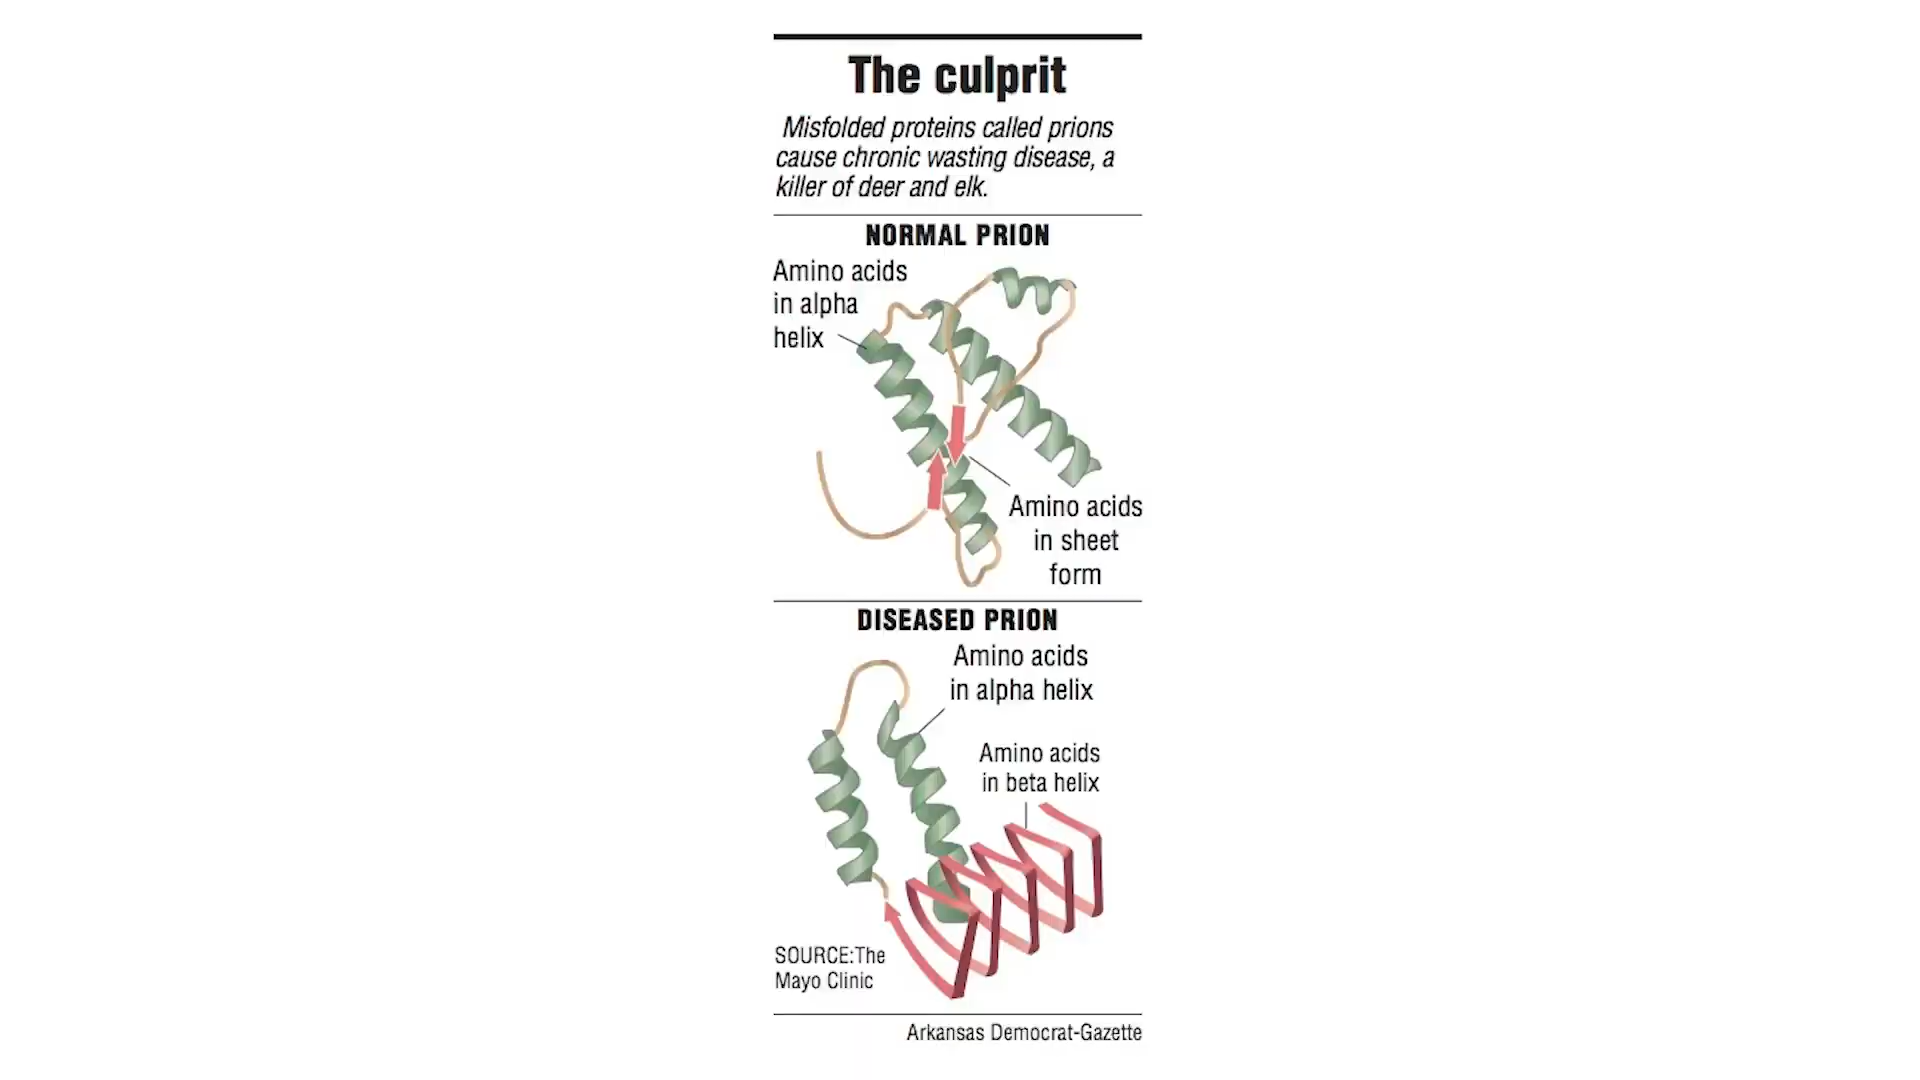 The culprit
Misfolded proteins called prions
cause chronic wasting disease, a
killer of deer and elk.
NORMAL PRION
Amino acids
in alpha
helix
Amino acids
in sheet
form
DISEASED PRION
Amino acids
in alpha helix
Amino acids
in beta helix
SOURCE:The
Mayo Clinic
Arkansas Democrat-Gazette